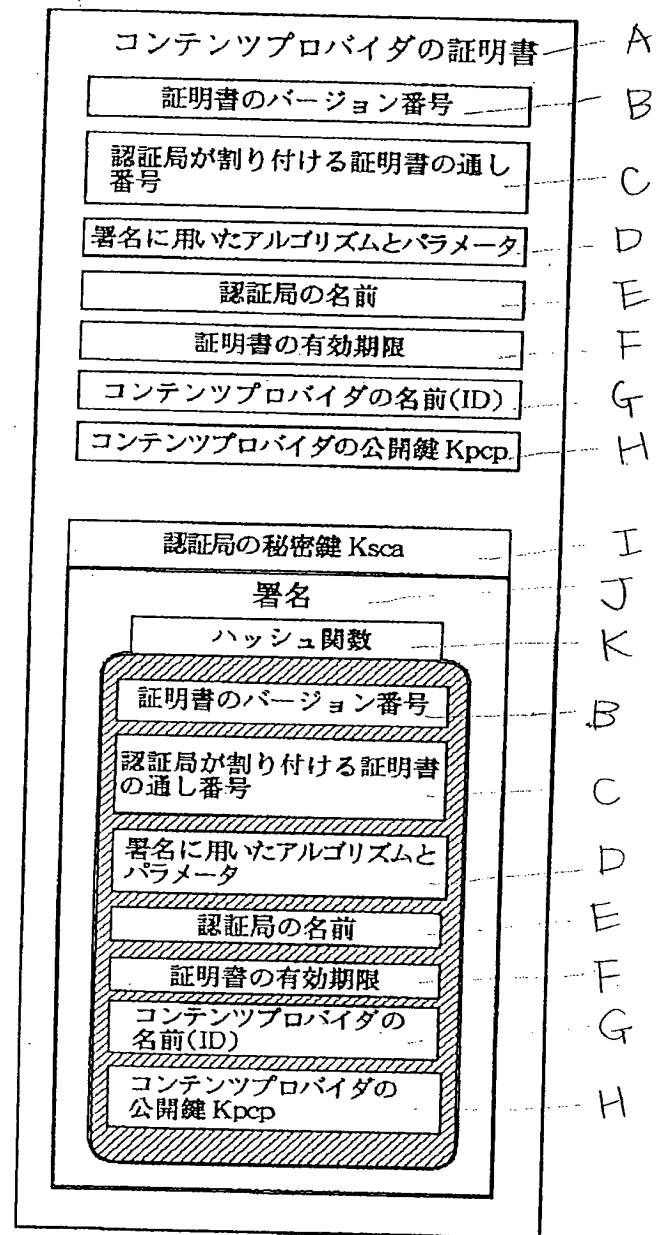 コンテンツプロバイダの証明書 A
証明書のバージョン番号 B
認証局が割り付ける証明書の通し
番号 C
署名に用いたアルゴリズムとパラメータ D
認証局の名前 E
証明書の有効期限 F
コンテンツプロバイダの名前(ID) G
コンテンツプロバイダの公開鍵 Kpcp H
認証局の秘密鍵 Ksca I
署名 J
ハッシュ関数 K
証明書のバージョン番号 B
認証局が割り付ける証明書
の通し番号 C
署名に用いたアルゴリズムと
パラメータ D
認証局の名前 E
証明書の有効期限 F
コンテンツプロバイダの
名前(ID) G
コンテンツプロバイダの
公開鍵 Kpcp H